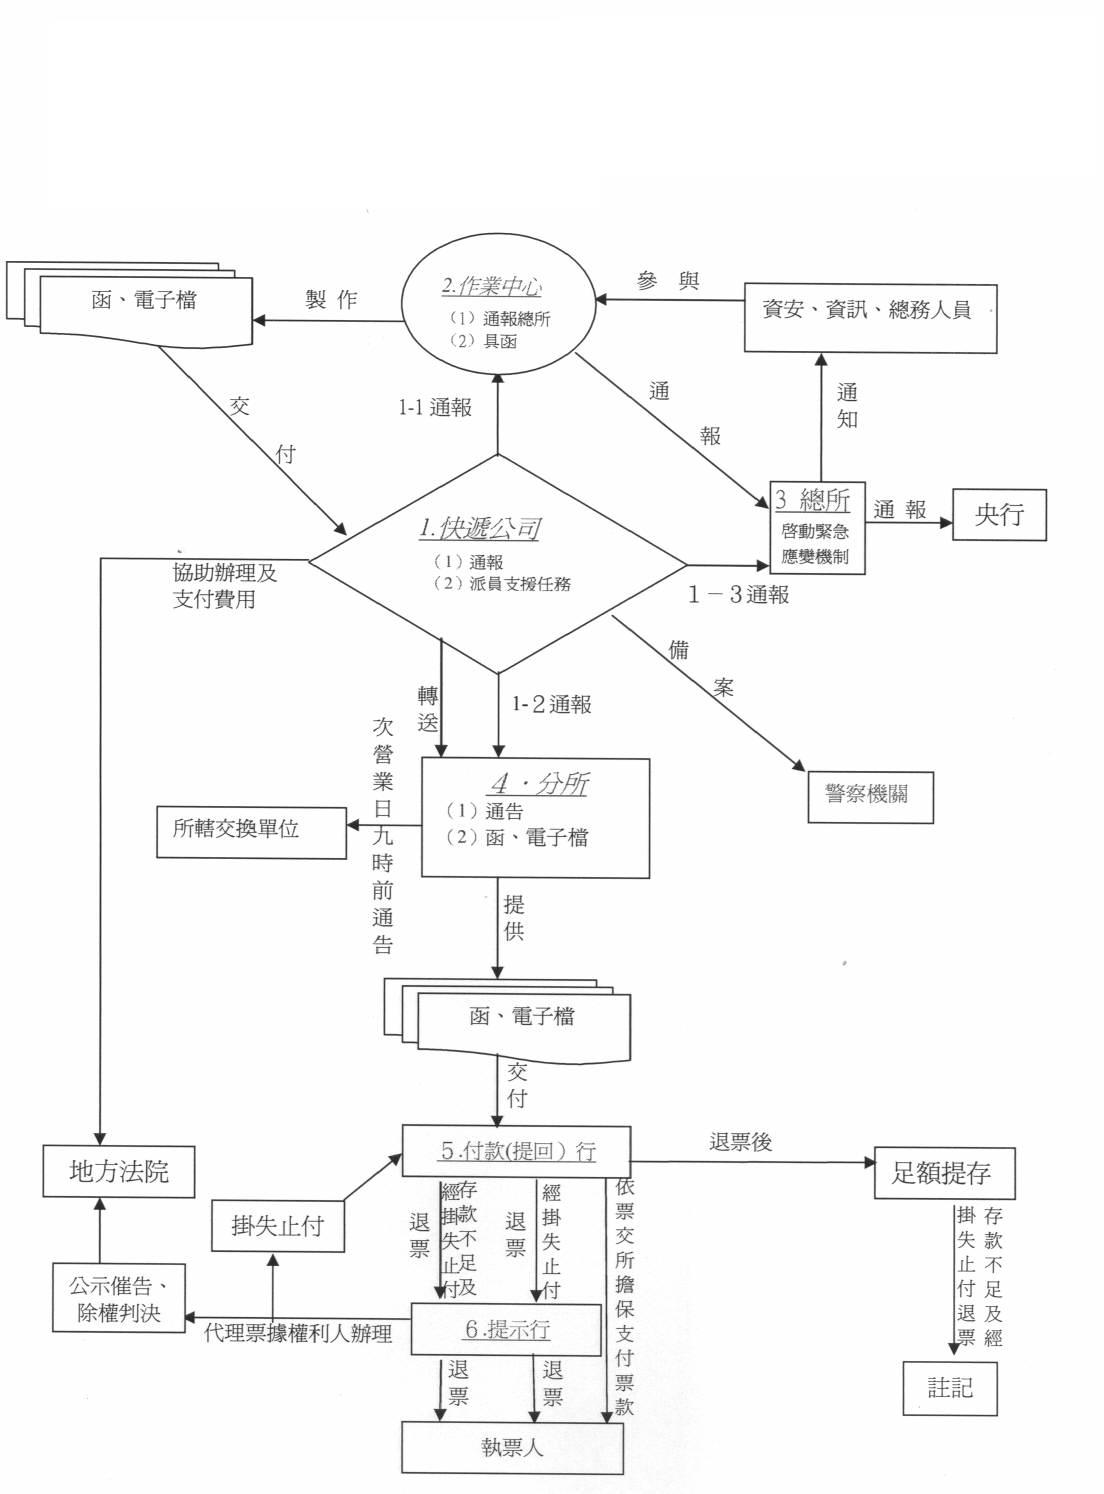 2.作業中心
(1) 通報總所
(2) 具函
參 與
資安、資訊、總務人員
函、電子檔
製 作
交付
1-1 通報
通報
通知
3 總所
啓動緊急
應變機制
通 報
央行
1.快遞公司
(1) 通報
(2) 派員支援任務
1－3通報
協助辦理及
支付費用
備案
警察機關
轉送
1-2通報
4．分所
(1) 通告
(2) 函、電子檔
次營業日九時前通告
所轄交換單位
提供
函、電子檔
交付
5.付款(提回）行
退票後
足額提存
地方法院
掛失止付
退票
經掛失止付
存款不足及
退票
經掛失止付
依票交所擔保支付票款
掛失止付退票
存款不足及經
公示催告、
除權判決
代理票據權利人辦理
6.提示行
退票
退票
註記
執票人